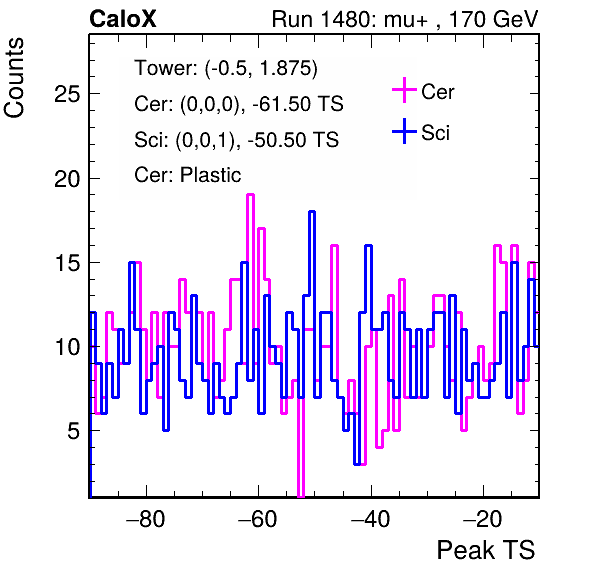 CaloX Run 1480: mu+ , 170 GeV
Counts
Tower: (-0.5, 1.875)
Cer: (0,0,0), -61.50 TS
Sci: (0,0,1), -50.50 TS
Cer: Plastic
Cer
Sci
25
20
15
10
5
−80 −60 −40 −20
Peak TS